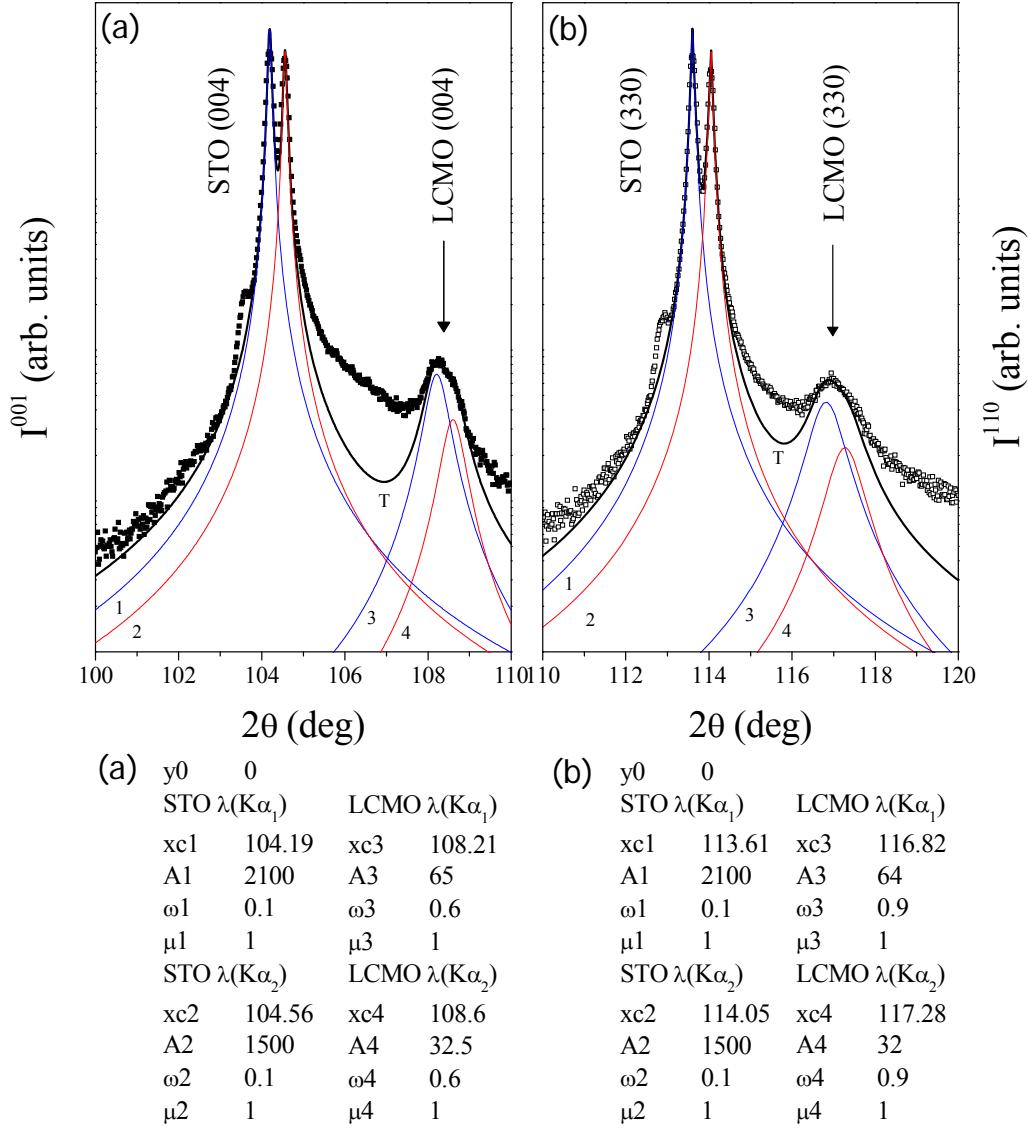 (a)
(b)
STO (004)
LCMO (004)
STO (330)
LCMO (330)
I^001 (arb. units)
I^110 (arb. units)
T
T
1
2
3
4
1
2
3
4
100 102 104 106 108 110
110 112 114 116 118 120
2θ (deg)
2θ (deg)
(a)
y0 0
STO λ(Kα₁) LCMO λ(Kα₁)
xc1 104.19 xc3 108.21
A1 2100 A3 65
ω1 0.1 ω3 0.6
μ1 1 μ3 1
STO λ(Kα₂) LCMO λ(Kα₂)
xc2 104.56 xc4 108.6
A2 1500 A4 32.5
ω2 0.1 ω4 0.6
μ2 1 μ4 1
(b)
y0 0
STO λ(Kα₁) LCMO λ(Kα₁)
xc1 113.61 xc3 116.82
A1 2100 A3 64
ω1 0.1 ω3 0.9
μ1 1 μ3 1
STO λ(Kα₂) LCMO λ(Kα₂)
xc2 114.05 xc4 117.28
A2 1500 A4 32
ω2 0.1 ω4 0.9
μ2 1 μ4 1